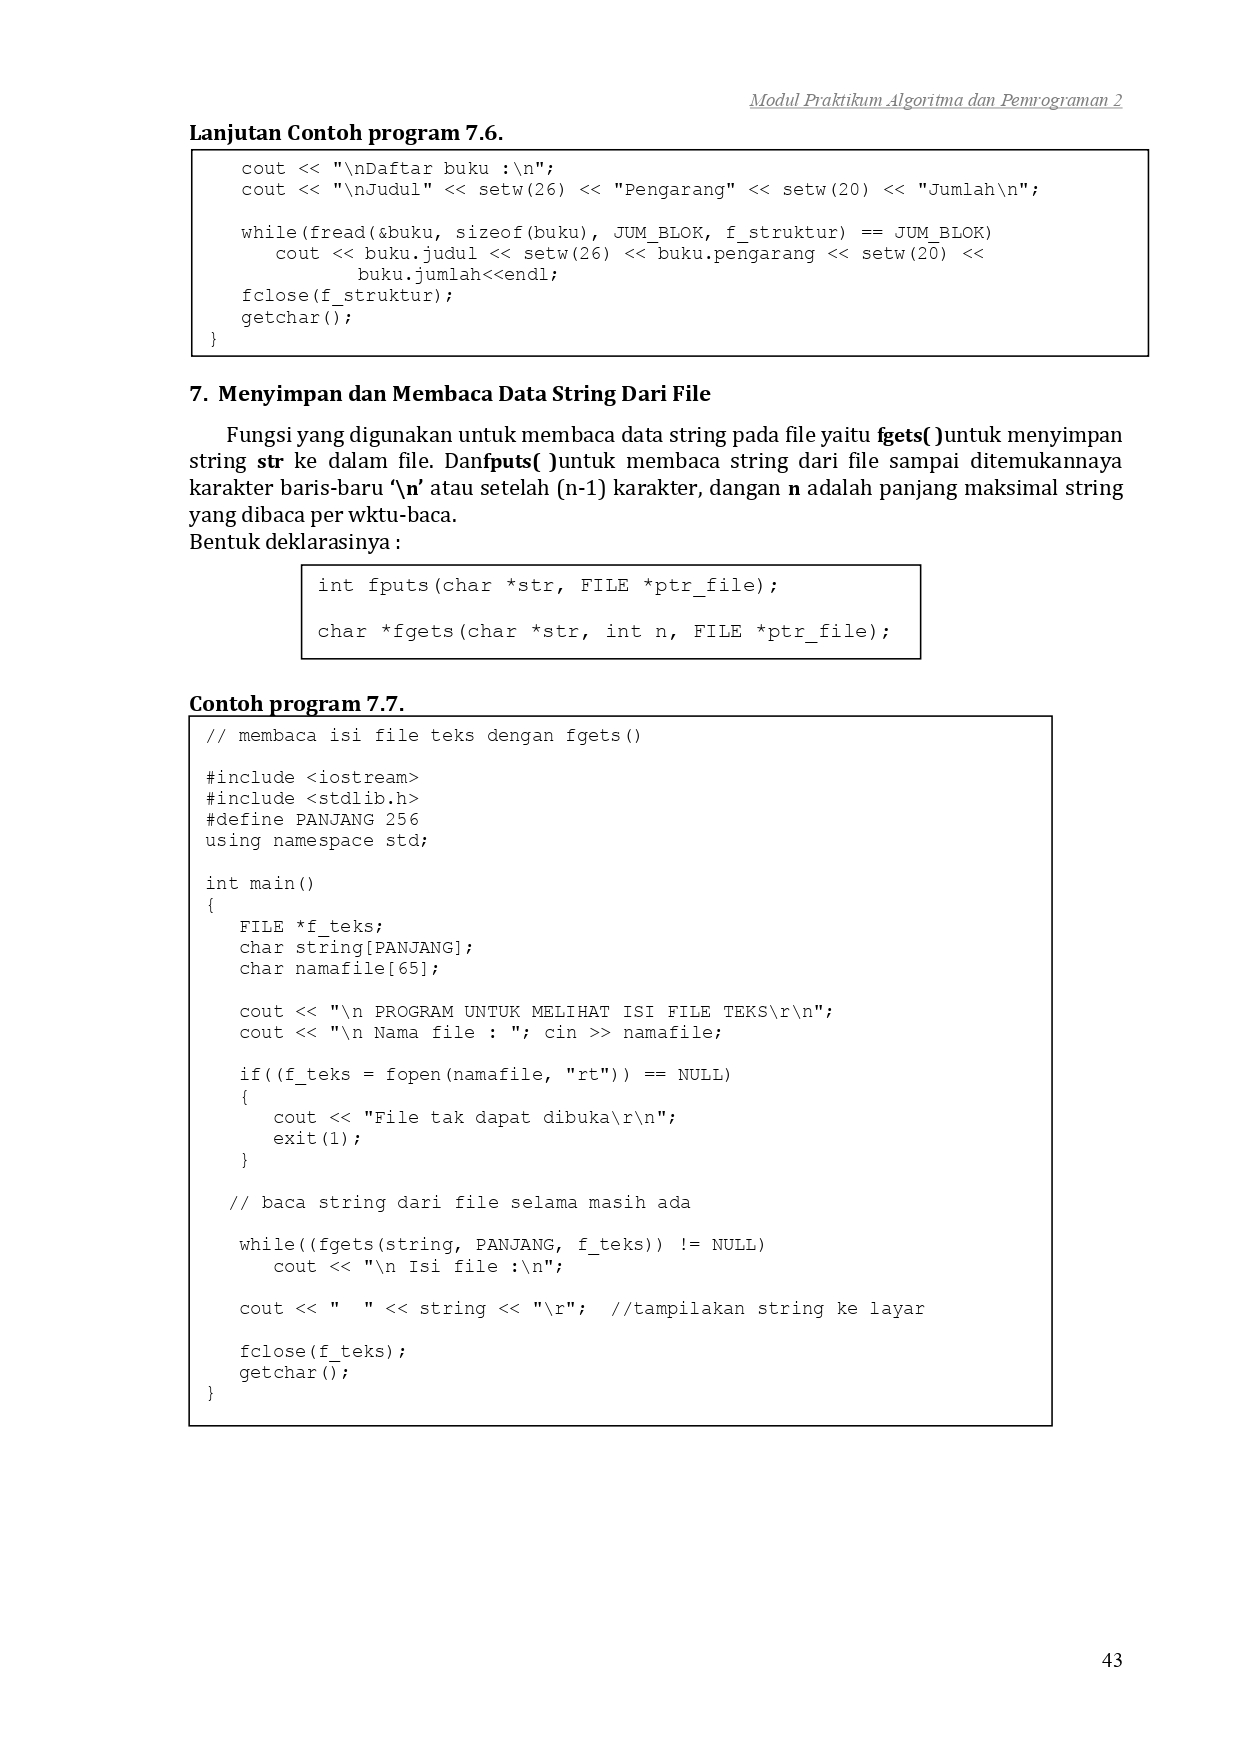 Modul Praktikum Algoritma dan Pemrograman 2
Lanjutan Contoh program 7.6.
cout << "\nDaftar buku :\n";
cout << "\nJudul" << setw(26) << "Pengarang" << setw(20) << "Jumlah\n";
while(fread(&buku, sizeof(buku), JUM_BLOK, f_struktur) == JUM_BLOK)
cout << buku.judul << setw(26) << buku.pengarang << setw(20) <<
buku.jumlah<<endl;
fclose(f_struktur);
getchar();
}
7. Menyimpan dan Membaca Data String Dari File
Fungsi yang digunakan untuk membaca data string pada file yaitu fgets( )untuk menyimpan
string str ke dalam file. Danfputs( )untuk membaca string dari file sampai ditemukannaya
karakter baris-baru ‘\n’ atau setelah (n-1) karakter, dangan n adalah panjang maksimal string
yang dibaca per wktu-baca.
Bentuk deklarasinya :
int fputs(char *str, FILE *ptr_file);
char *fgets(char *str, int n, FILE *ptr_file);
Contoh program 7.7.
// membaca isi file teks dengan fgets()
#include <iostream>
#include <stdlib.h>
#define PANJANG 256
using namespace std;
int main()
{
FILE *f_teks;
char string[PANJANG];
char namafile[65];
cout << "\n PROGRAM UNTUK MELIHAT ISI FILE TEKS\r\n";
cout << "\n Nama file : "; cin >> namafile;
if((f_teks = fopen(namafile, "rt")) == NULL)
{
cout << "File tak dapat dibuka\r\n";
exit(1);
}
// baca string dari file selama masih ada
while((fgets(string, PANJANG, f_teks)) != NULL)
cout << "\n Isi file :\n";
cout << "  " << string << "\r";  //tampilakan string ke layar
fclose(f_teks);
getchar();
}
43